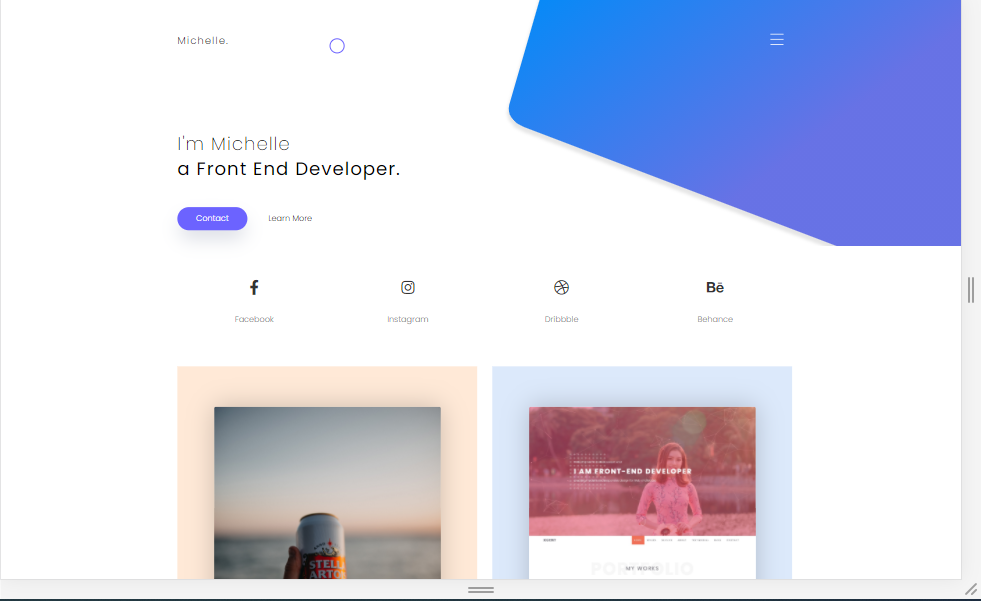 Michelle.
I'm Michelle
a Front End Developer.
Contact
Learn More
Bē
Facebook
Instagram
Dribbble
Behance
I AM FRONT-END DEVELOPER
STELL
ARTO
PORTFOLIO
MY WORKS